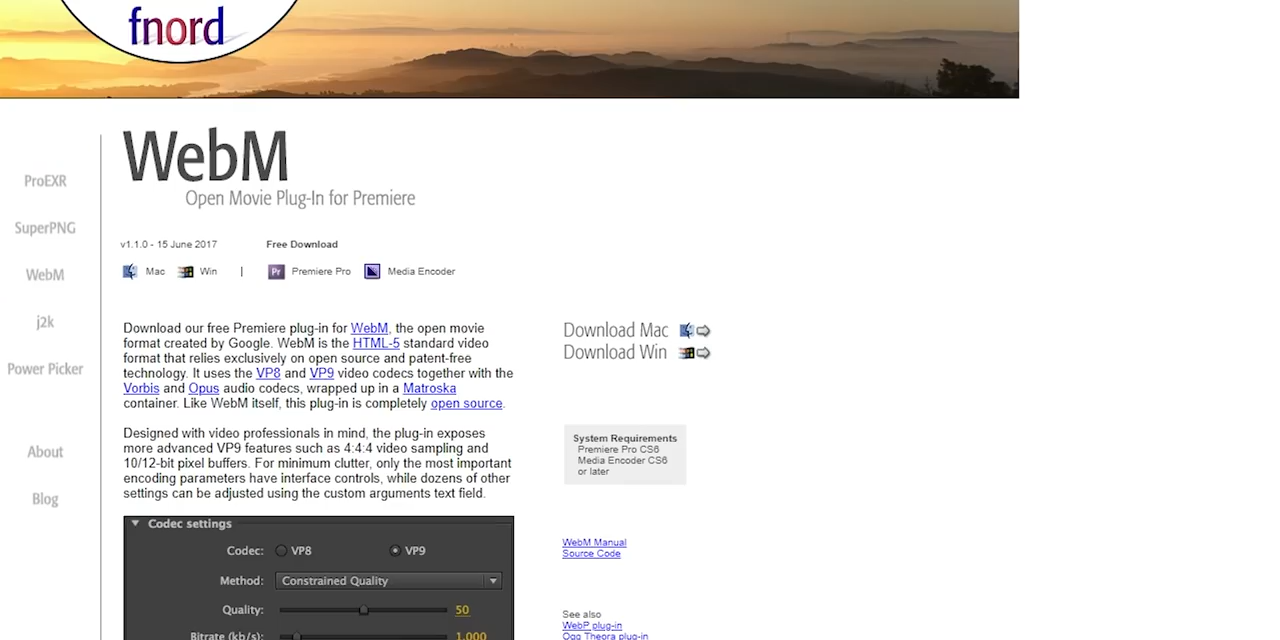 fnord
WebM
Open Movie Plug-In for Premiere
ProEXR
SuperPNG
WebM
j2k
Power Picker
About
Blog
v1.1.0 - 15 June 2017 Free Download
Mac Win | Pr Premiere Pro Media Encoder
Download our free Premiere plug-in for WebM, the open movie
format created by Google. WebM is the HTML-5 standard video
format that relies exclusively on open source and patent-free
technology. It uses the VP8 and VP9 video codecs together with the
Vorbis and Opus audio codecs, wrapped up in a Matroska
container. Like WebM itself, this plug-in is completely open source.
Designed with video professionals in mind, the plug-in exposes
more advanced VP9 features such as 4:4:4 video sampling and
10/12-bit pixel buffers. For minimum clutter, only the most important
encoding parameters have interface controls, while dozens of other
settings can be adjusted using the custom arguments text field.
Codec settings
Codec: VP8 VP9
Method: Constrained Quality
Quality: 50
Bitrate (kb/s): 1,000
Download Mac
Download Win
System Requirements
Premiere Pro CS6
Media Encoder CS6
or later
WebM Manual
Source Code
See also
WebP plug-in
Ogg Theora plug-in